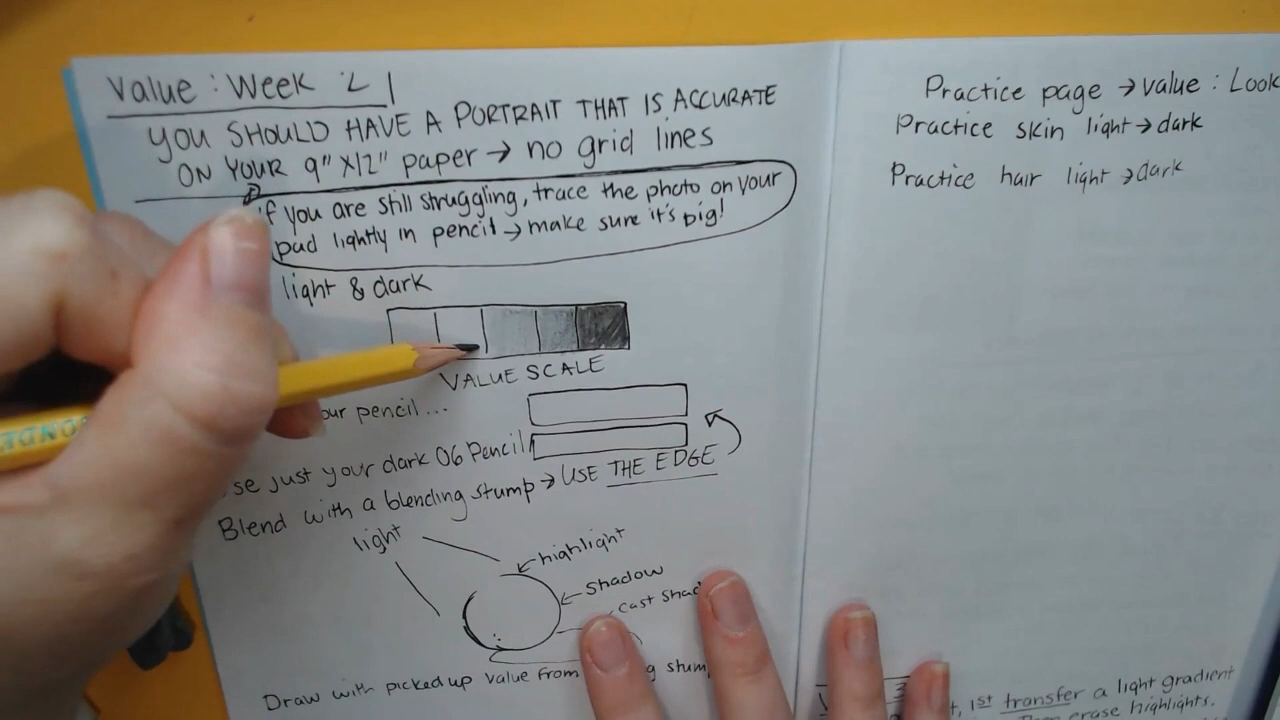 Value : Week
YOU SHOULD HAVE A PORTRAIT THAT IS ACCURATE
ON YOUR 9" X12" paper → no grid lines
if you are still struggling, trace the photo on your
pad lightly in pencil → make sure it's big!
light & dark
VALUE SCALE
our pencil...
se just your dark 06 Pencil
Blend with a blending stump → USE THE EDGE
light
highlight
shadow
cast
Draw with picked up value from
Practice page → value : Look
Practice skin light → dark
Practice hair light → dark
1st transfer a light gradient
erase highlights.